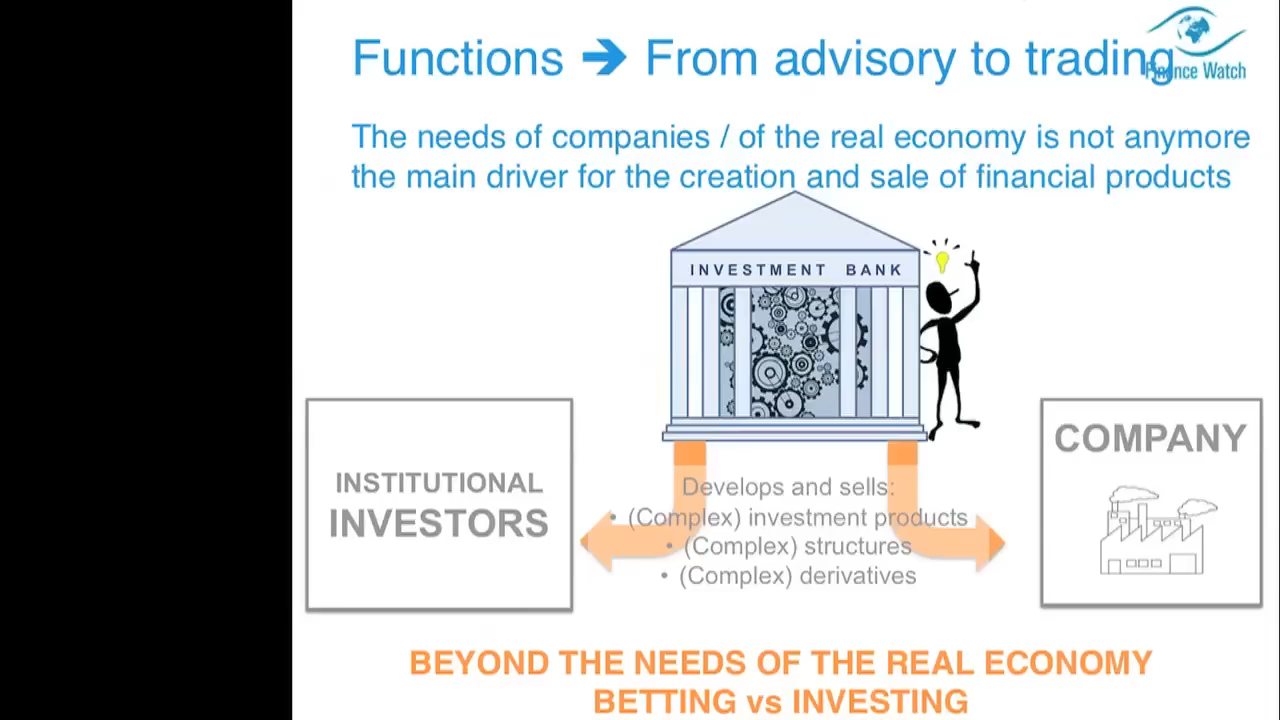 Functions ➔ From advisory to trading
Finance Watch
The needs of companies / of the real economy is not anymore
the main driver for the creation and sale of financial products
INVESTMENT BANK
INSTITUTIONAL
INVESTORS
Develops and sells:
• (Complex) investment products
• (Complex) structures
• (Complex) derivatives
COMPANY
BEYOND THE NEEDS OF THE REAL ECONOMY
BETTING vs INVESTING